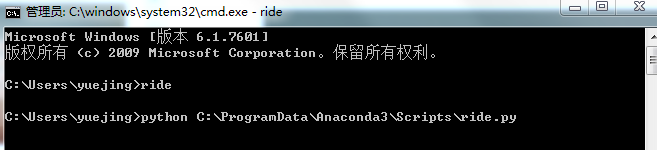 管理员: C:\windows\system32\cmd.exe - ride
Microsoft Windows [版本 6.1.7601]
版权所有 (c) 2009 Microsoft Corporation。保留所有权利。
C:\Users\yuejing>ride
C:\Users\yuejing>python C:\ProgramData\Anaconda3\Scripts\ride.py